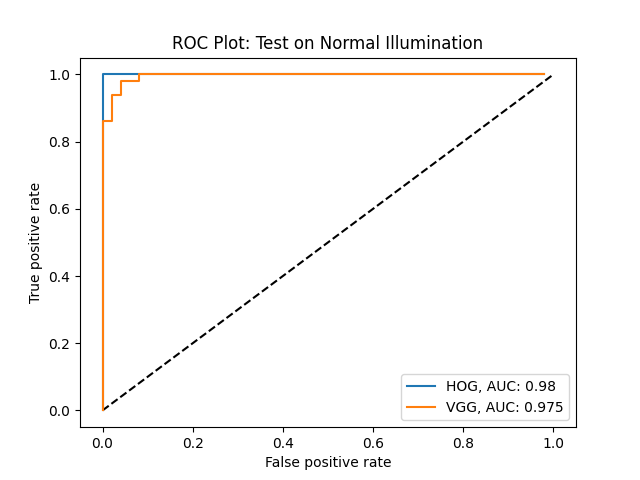 ROC Plot: Test on Normal Illumination
1.0
0.8
0.6
0.4
0.2
0.0
True positive rate
HOG, AUC: 0.98
VGG, AUC: 0.975
0.0 0.2 0.4 0.6 0.8 1.0
False positive rate